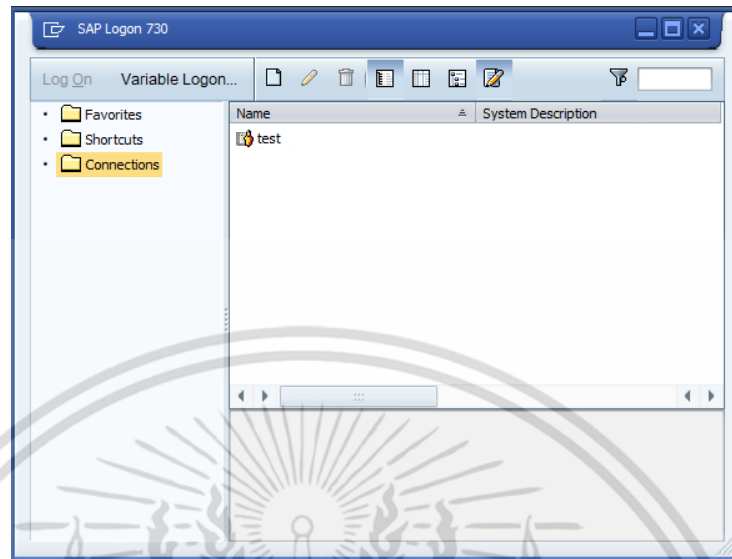 SAP Logon 730
Log On Variable Logon...
Favorites
Shortcuts
Connections
Name System Description
test